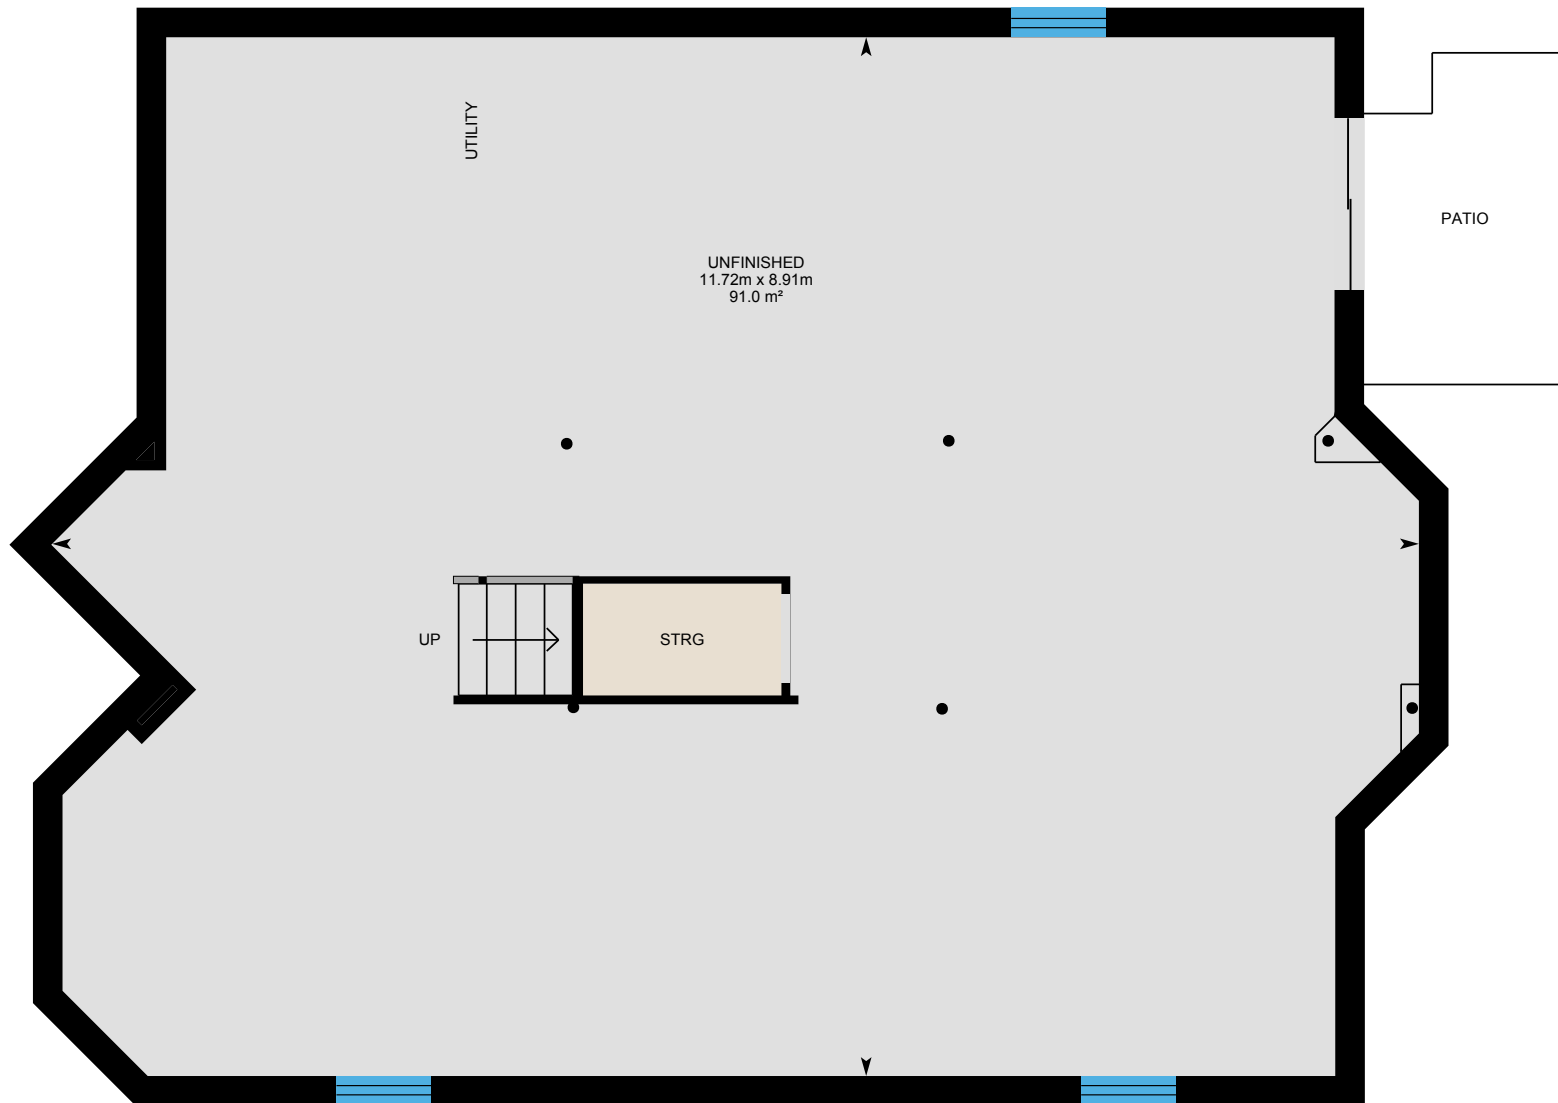 UTILITY
PATIO
UNFINISHED
11.72m x 8.91m
91.0 m²
UP
STRG